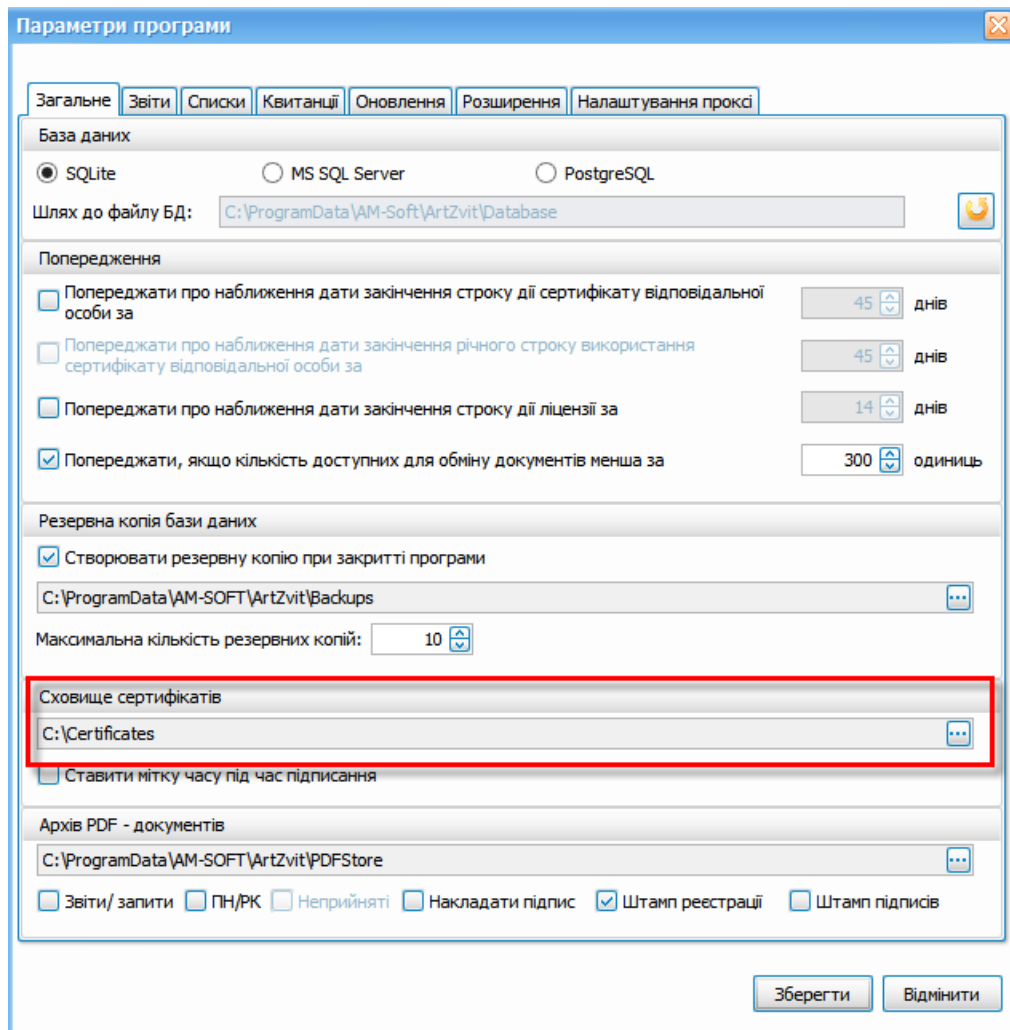 Параметри програми
Загальне Звіти Списки Квитанції Оновлення Розширення Налаштування проксі
База даних
SQLite MS SQL Server PostgreSQL
Шлях до файлу БД: C:\ProgramData\AM-Soft\ArtZvit\Database
Попередження
Попереджати про наближення дати закінчення строку дії сертифікату відповідальної
особи за 45 днів
Попереджати про наближення дати закінчення річного строку використання
сертифікату відповідальної особи за 45 днів
Попереджати про наближення дати закінчення строку дії ліцензії за 14 днів
Попереджати, якщо кількість доступних для обміну документів менша за 300 одиниць
Резервна копія бази даних
Створювати резервну копію при закритті програми
C:\ProgramData\AM-SOFT\ArtZvit\Backups
Максимальна кількість резервних копій: 10
Сховище сертифікатів
C:\Certificates
Ставити мітку часу під час підписання
Архів PDF - документів
C:\ProgramData\AM-SOFT\ArtZvit\PDFStore
Звіти/ запити ПН/РК Неприйняті Накладати підпис Штамп реєстрації Штамп підписів
Зберегти Відмінити